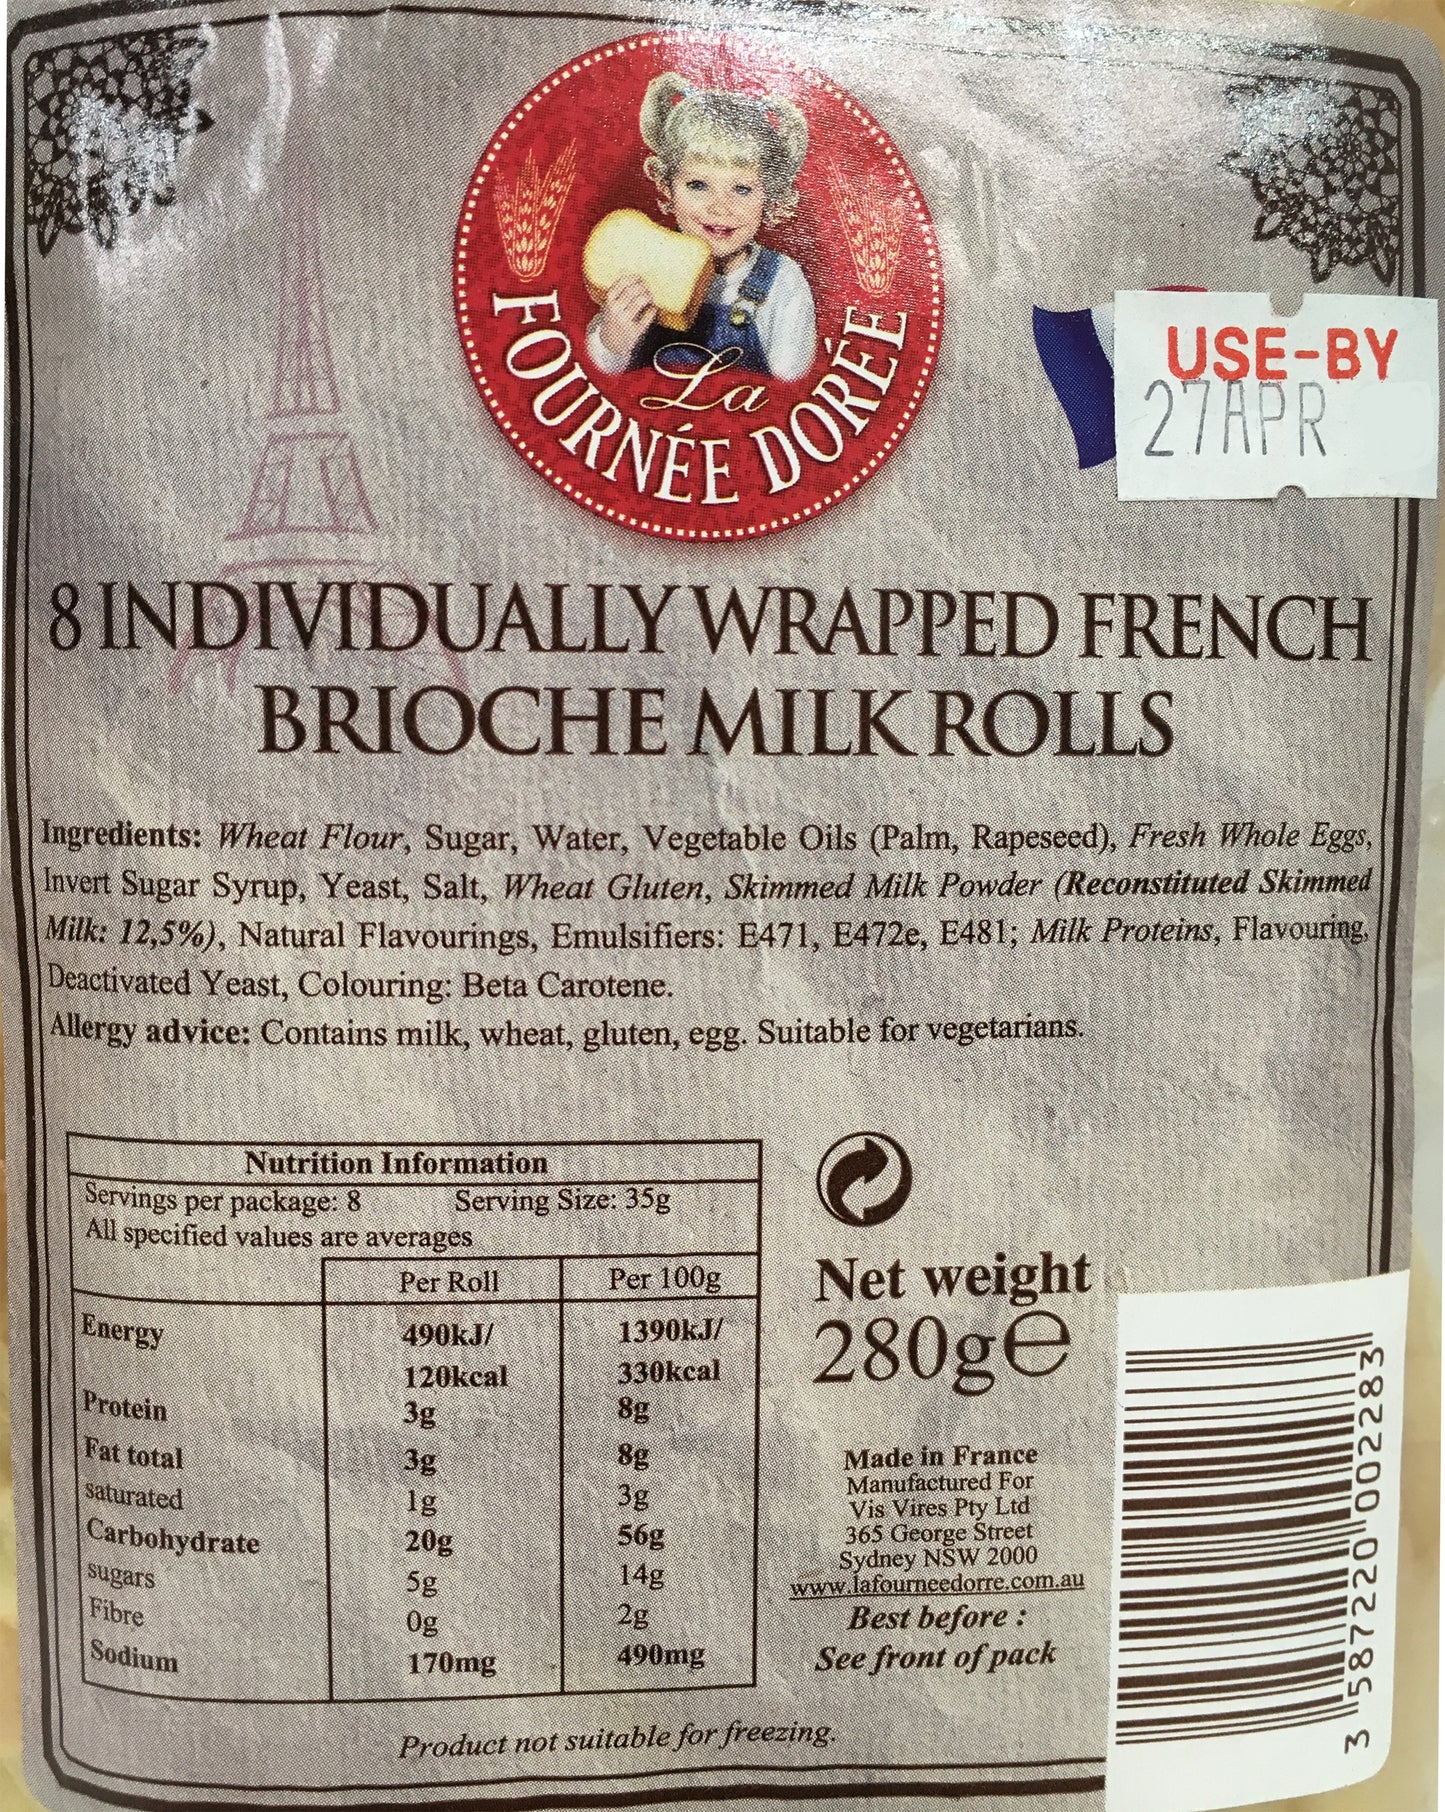 La
FOURNÉE DORÉE
USE-BY
27APR
8 INDIVIDUALLY WRAPPED FRENCH
BRIOCHE MILK ROLLS
Ingredients: Wheat Flour, Sugar, Water, Vegetable Oils (Palm, Rapeseed), Fresh Whole Eggs,
Invert Sugar Syrup, Yeast, Salt, Wheat Gluten, Skimmed Milk Powder (Reconstituted Skimmed
Milk: 12,5%), Natural Flavourings, Emulsifiers: E471, E472e, E481; Milk Proteins, Flavouring,
Deactivated Yeast, Colouring: Beta Carotene.
Allergy advice: Contains milk, wheat, gluten, egg. Suitable for vegetarians.
Nutrition Information
Servings per package: 8 Serving Size: 35g
All specified values are averages
Per Roll Per 100g
Energy 490kJ/ 1390kJ/
120kcal 330kcal
Protein 3g 8g
Fat total 3g 8g
saturated 1g 3g
Carbohydrate 20g 56g
sugars 5g 14g
Fibre 0g 2g
Sodium 170mg 490mg
Net weight
280g℮
Made in France
Manufactured For
Vis Vires Pty Ltd
365 George Street
Sydney NSW 2000
www.lafourneedorre.com.au
Best before :
See front of pack
3 587220 002283
Product not suitable for freezing.